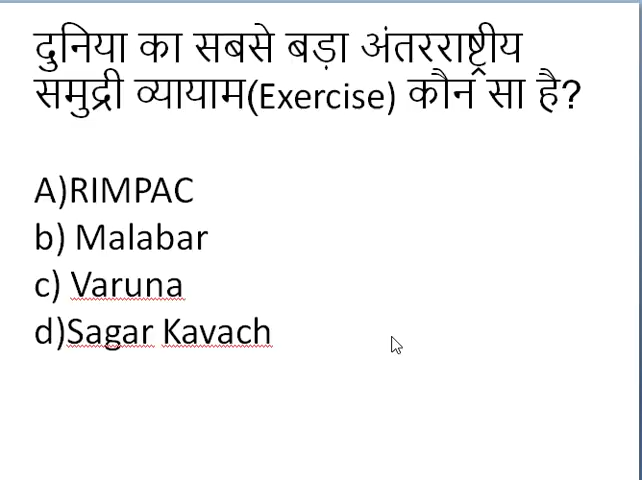 दुनिया का सबसे बड़ा अंतरराष्ट्रीय
समुद्री व्यायाम(Exercise) कौन सा है?
A)RIMPAC
b) Malabar
c) Varuna
d)Sagar Kavach